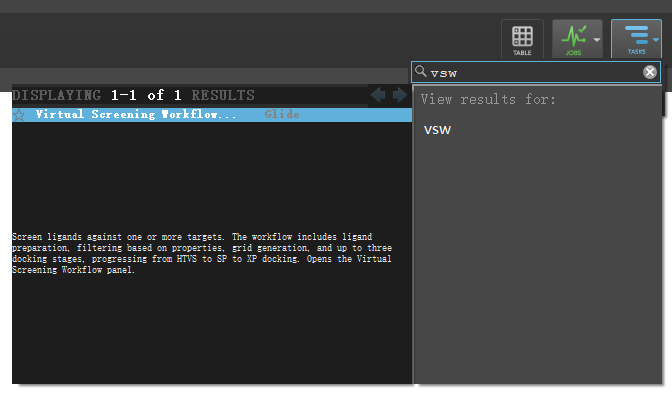 TABLE
JOBS
TASKS
vsw
DISPLAYING 1-1 of 1 RESULTS
View results for:
Virtual Screening Workflow... Glide
vsw
Screen ligands against one or more targets. The workflow includes ligand
preparation, filtering based on properties, grid generation, and up to three
docking stages, progressing from HTVS to SP to XP docking. Opens the Virtual
Screening Workflow panel.